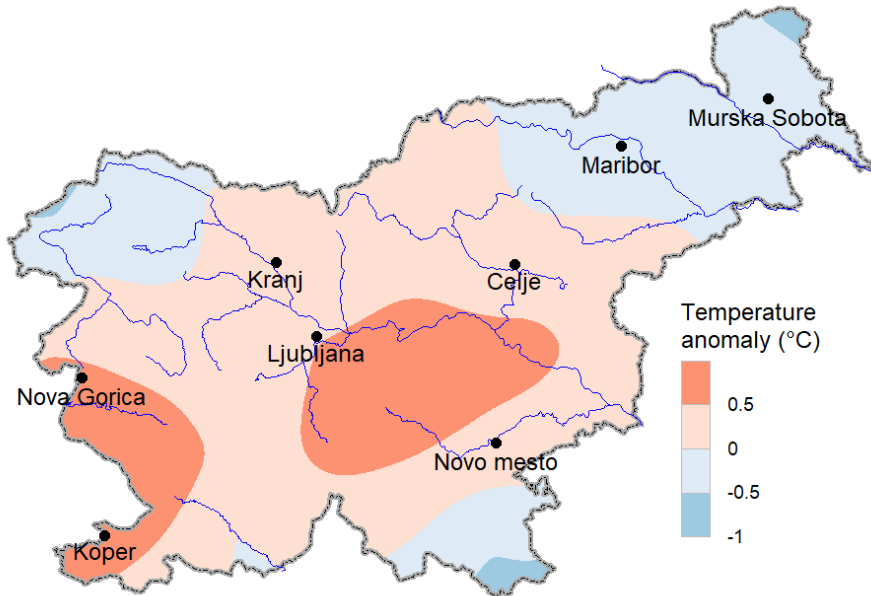 Murska Sobota
Maribor
Kranj
Celje
Ljubljana
Nova Gorica
Novo mesto
Koper
Temperature
anomaly (°C)
0.5
0
-0.5
-1